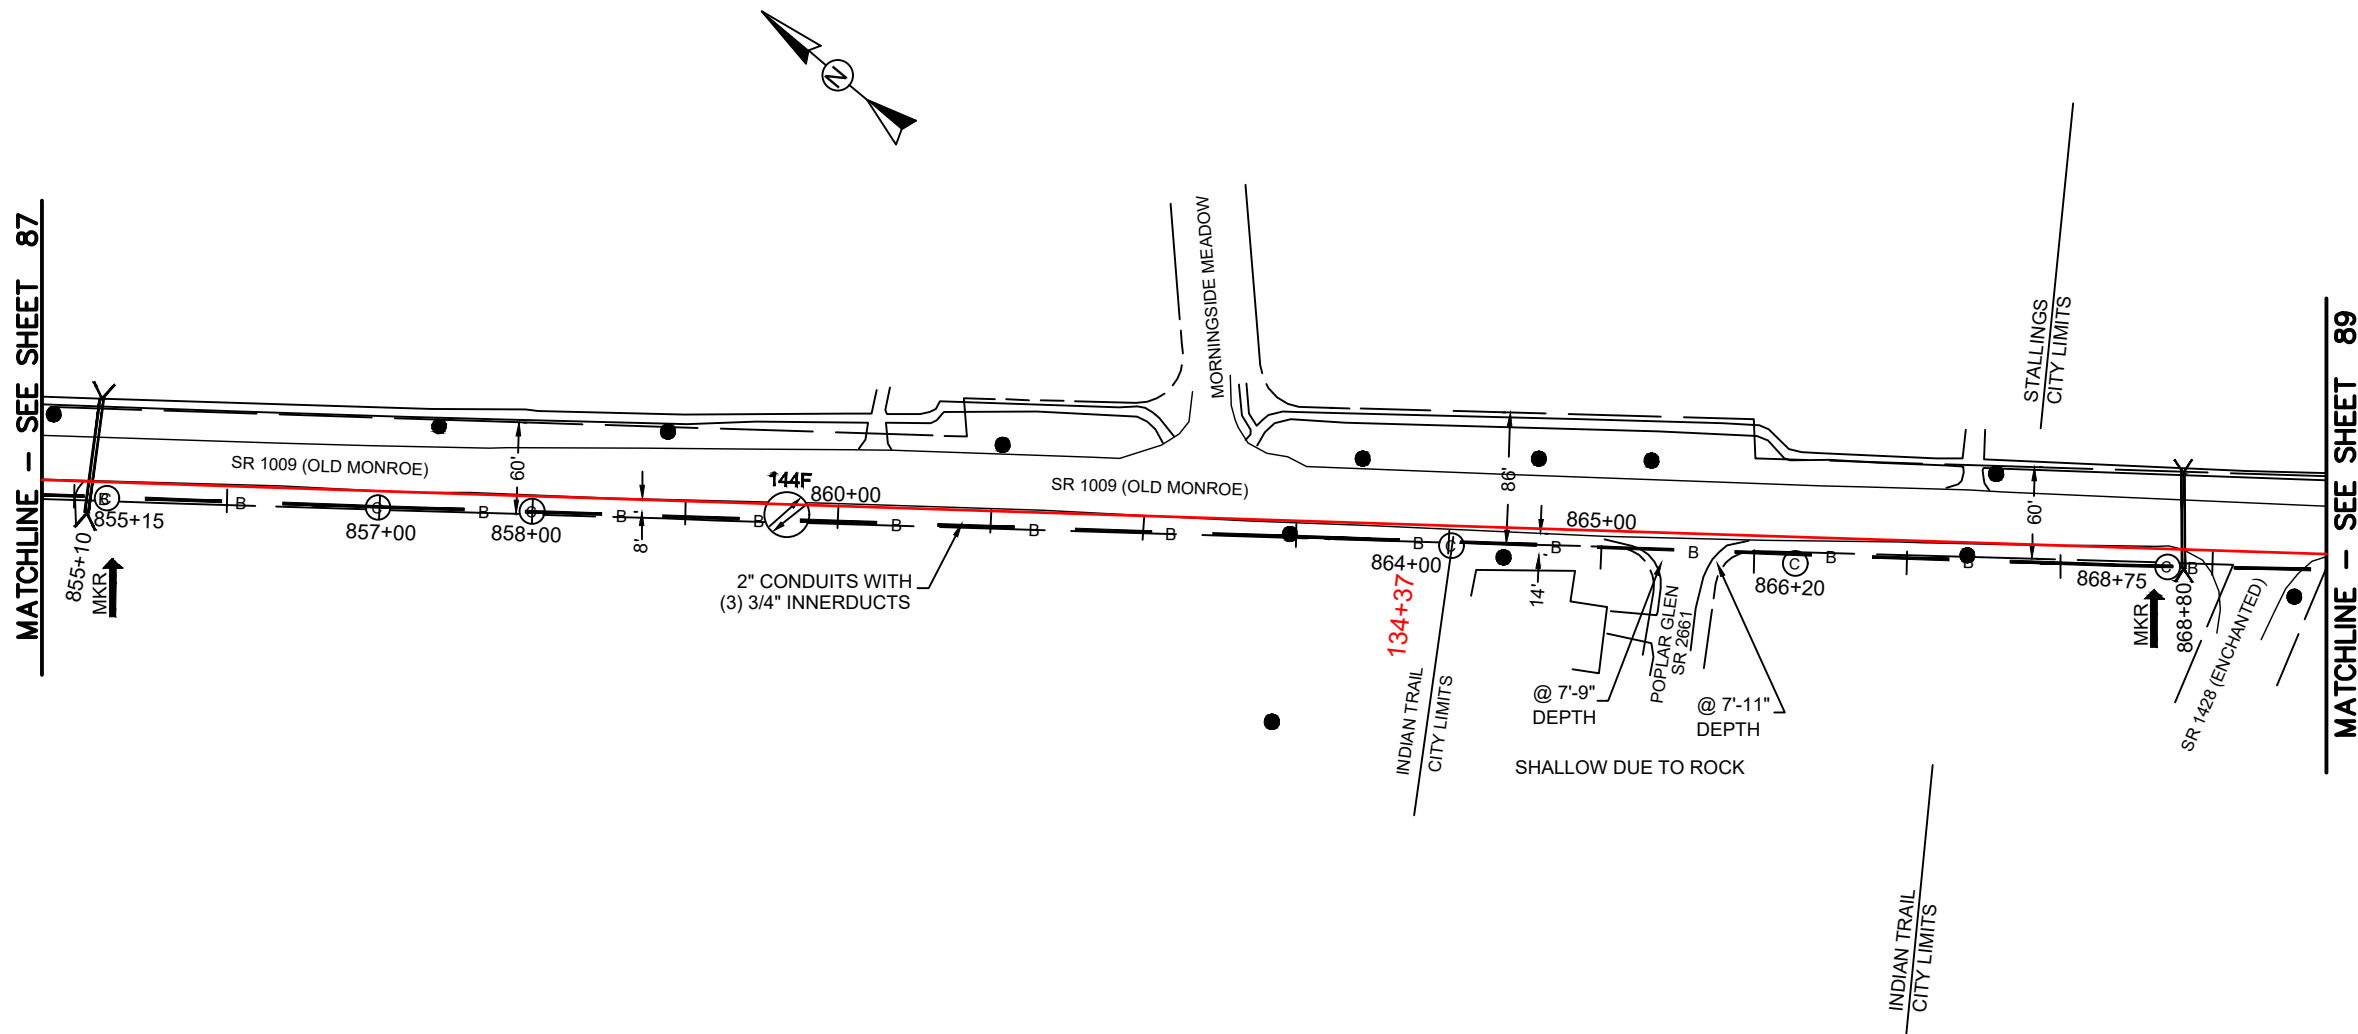 N
MATCHLINE - SEE SHEET 87
MORNINGSIDE MEADOW
STALLINGS
CITY LIMITS
MATCHLINE - SEE SHEET 89
SR 1009 (OLD MONROE)
60'
144F
860+00
SR 1009 (OLD MONROE)
86'
865+00
60'
B
C
855+15
B
C
857+00
B
858+00
B
8'
B
B
B
B
B
C
864+00
B
14'
B
C
866+20
B
B
868+75
C
B
855+10
MKR
2" CONDUITS WITH
(3) 3/4" INNERDUCTS
134+37
INDIAN TRAIL
CITY LIMITS
@ 7'-9"
DEPTH
POPLAR GLEN
SR 2661
@ 7'-11"
DEPTH
SHALLOW DUE TO ROCK
MKR
868+80
SR 1428 (ENCHANTED)
INDIAN TRAIL
CITY LIMITS